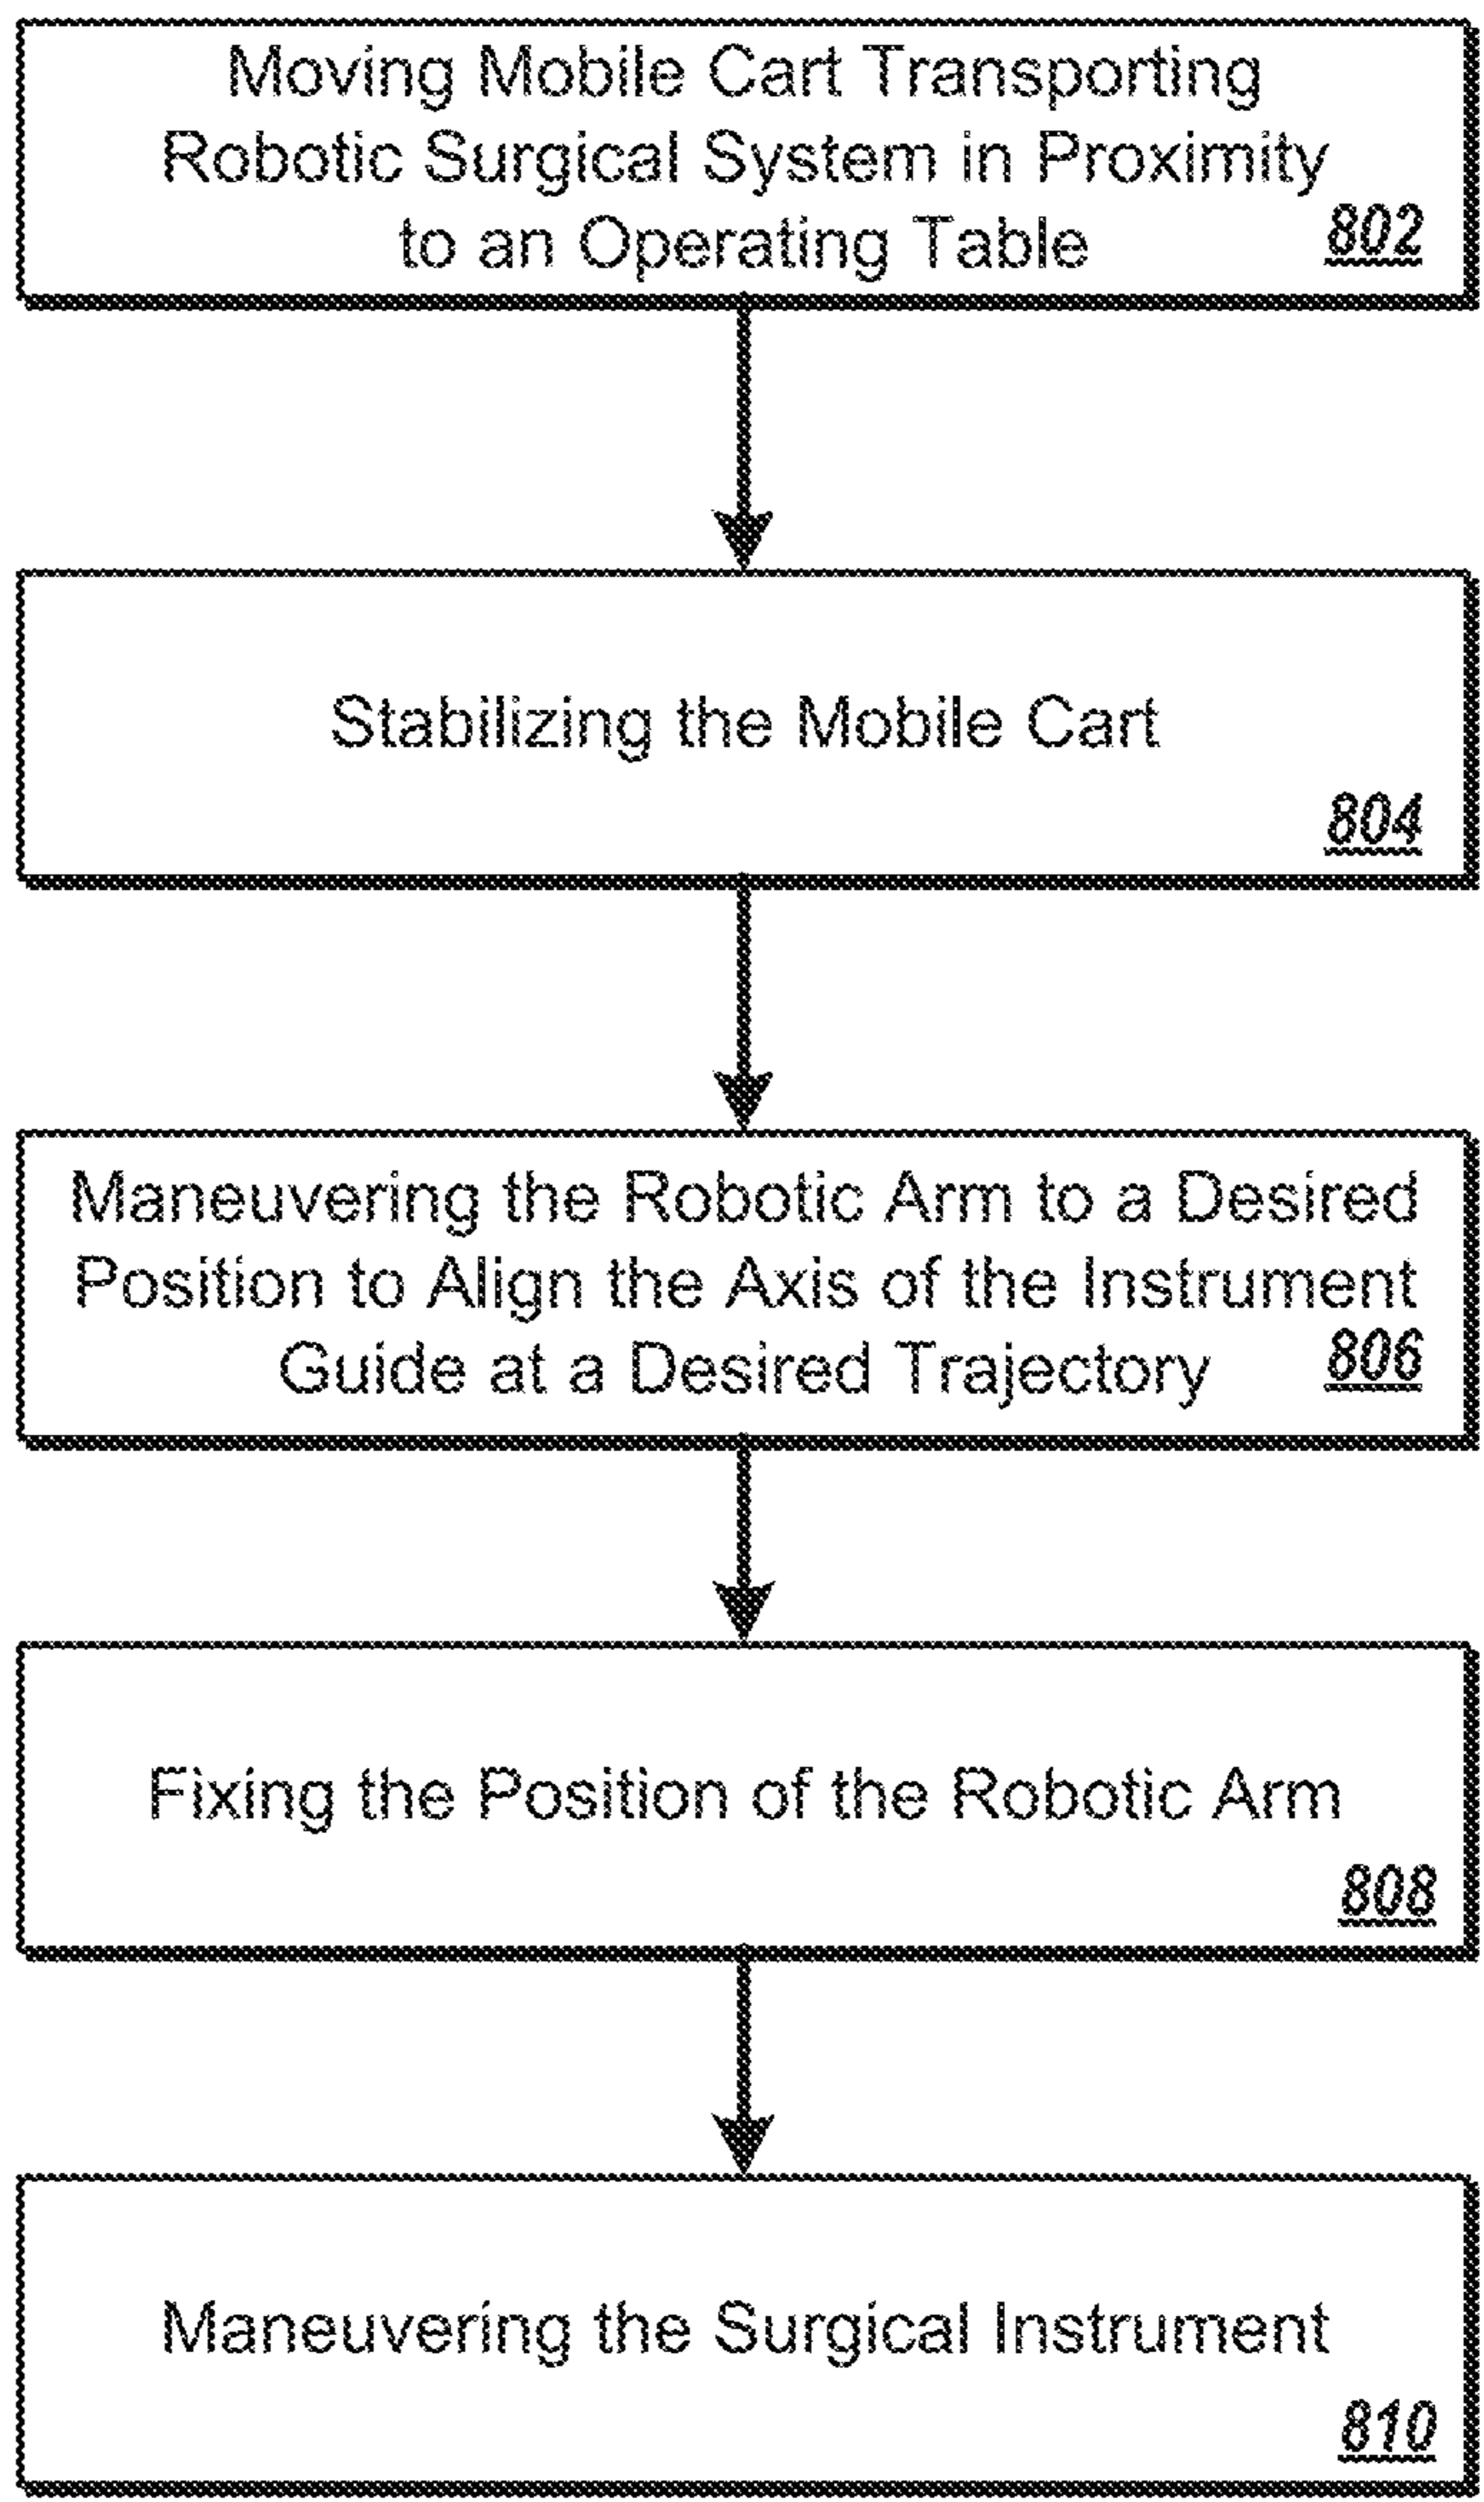 Moving Mobile Cart Transporting
Robotic Surgical System in Proximity
to an Operating Table 802
Stabilizing the Mobile Cart
804
Maneuvering the Robotic Arm to a Desired
Position to Align the Axis of the Instrument
Guide at a Desired Trajectory 806
Fixing the Position of the Robotic Arm
808
Maneuvering the Surgical Instrument
810